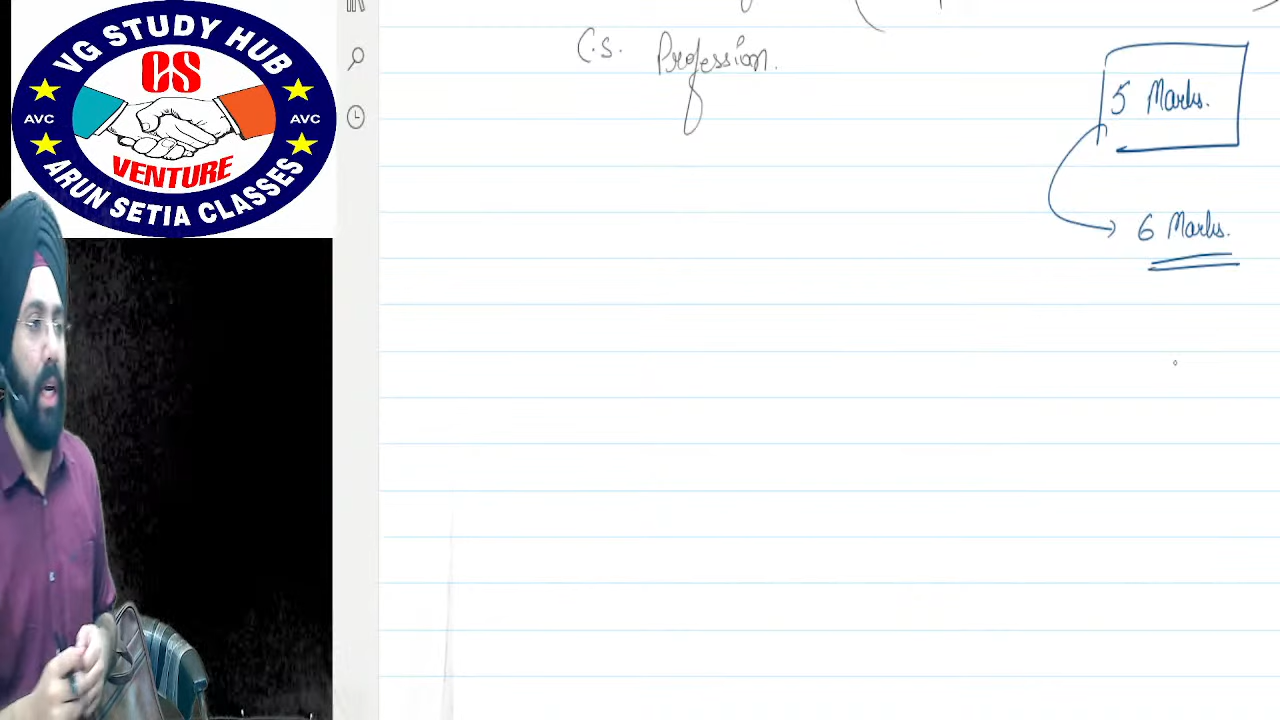 VG STUDY HUB
CS
AVC
AVC
VENTURE
ARUN SETIA CLASSES
C.S. Profession.
5 Marks.
6 Marks.